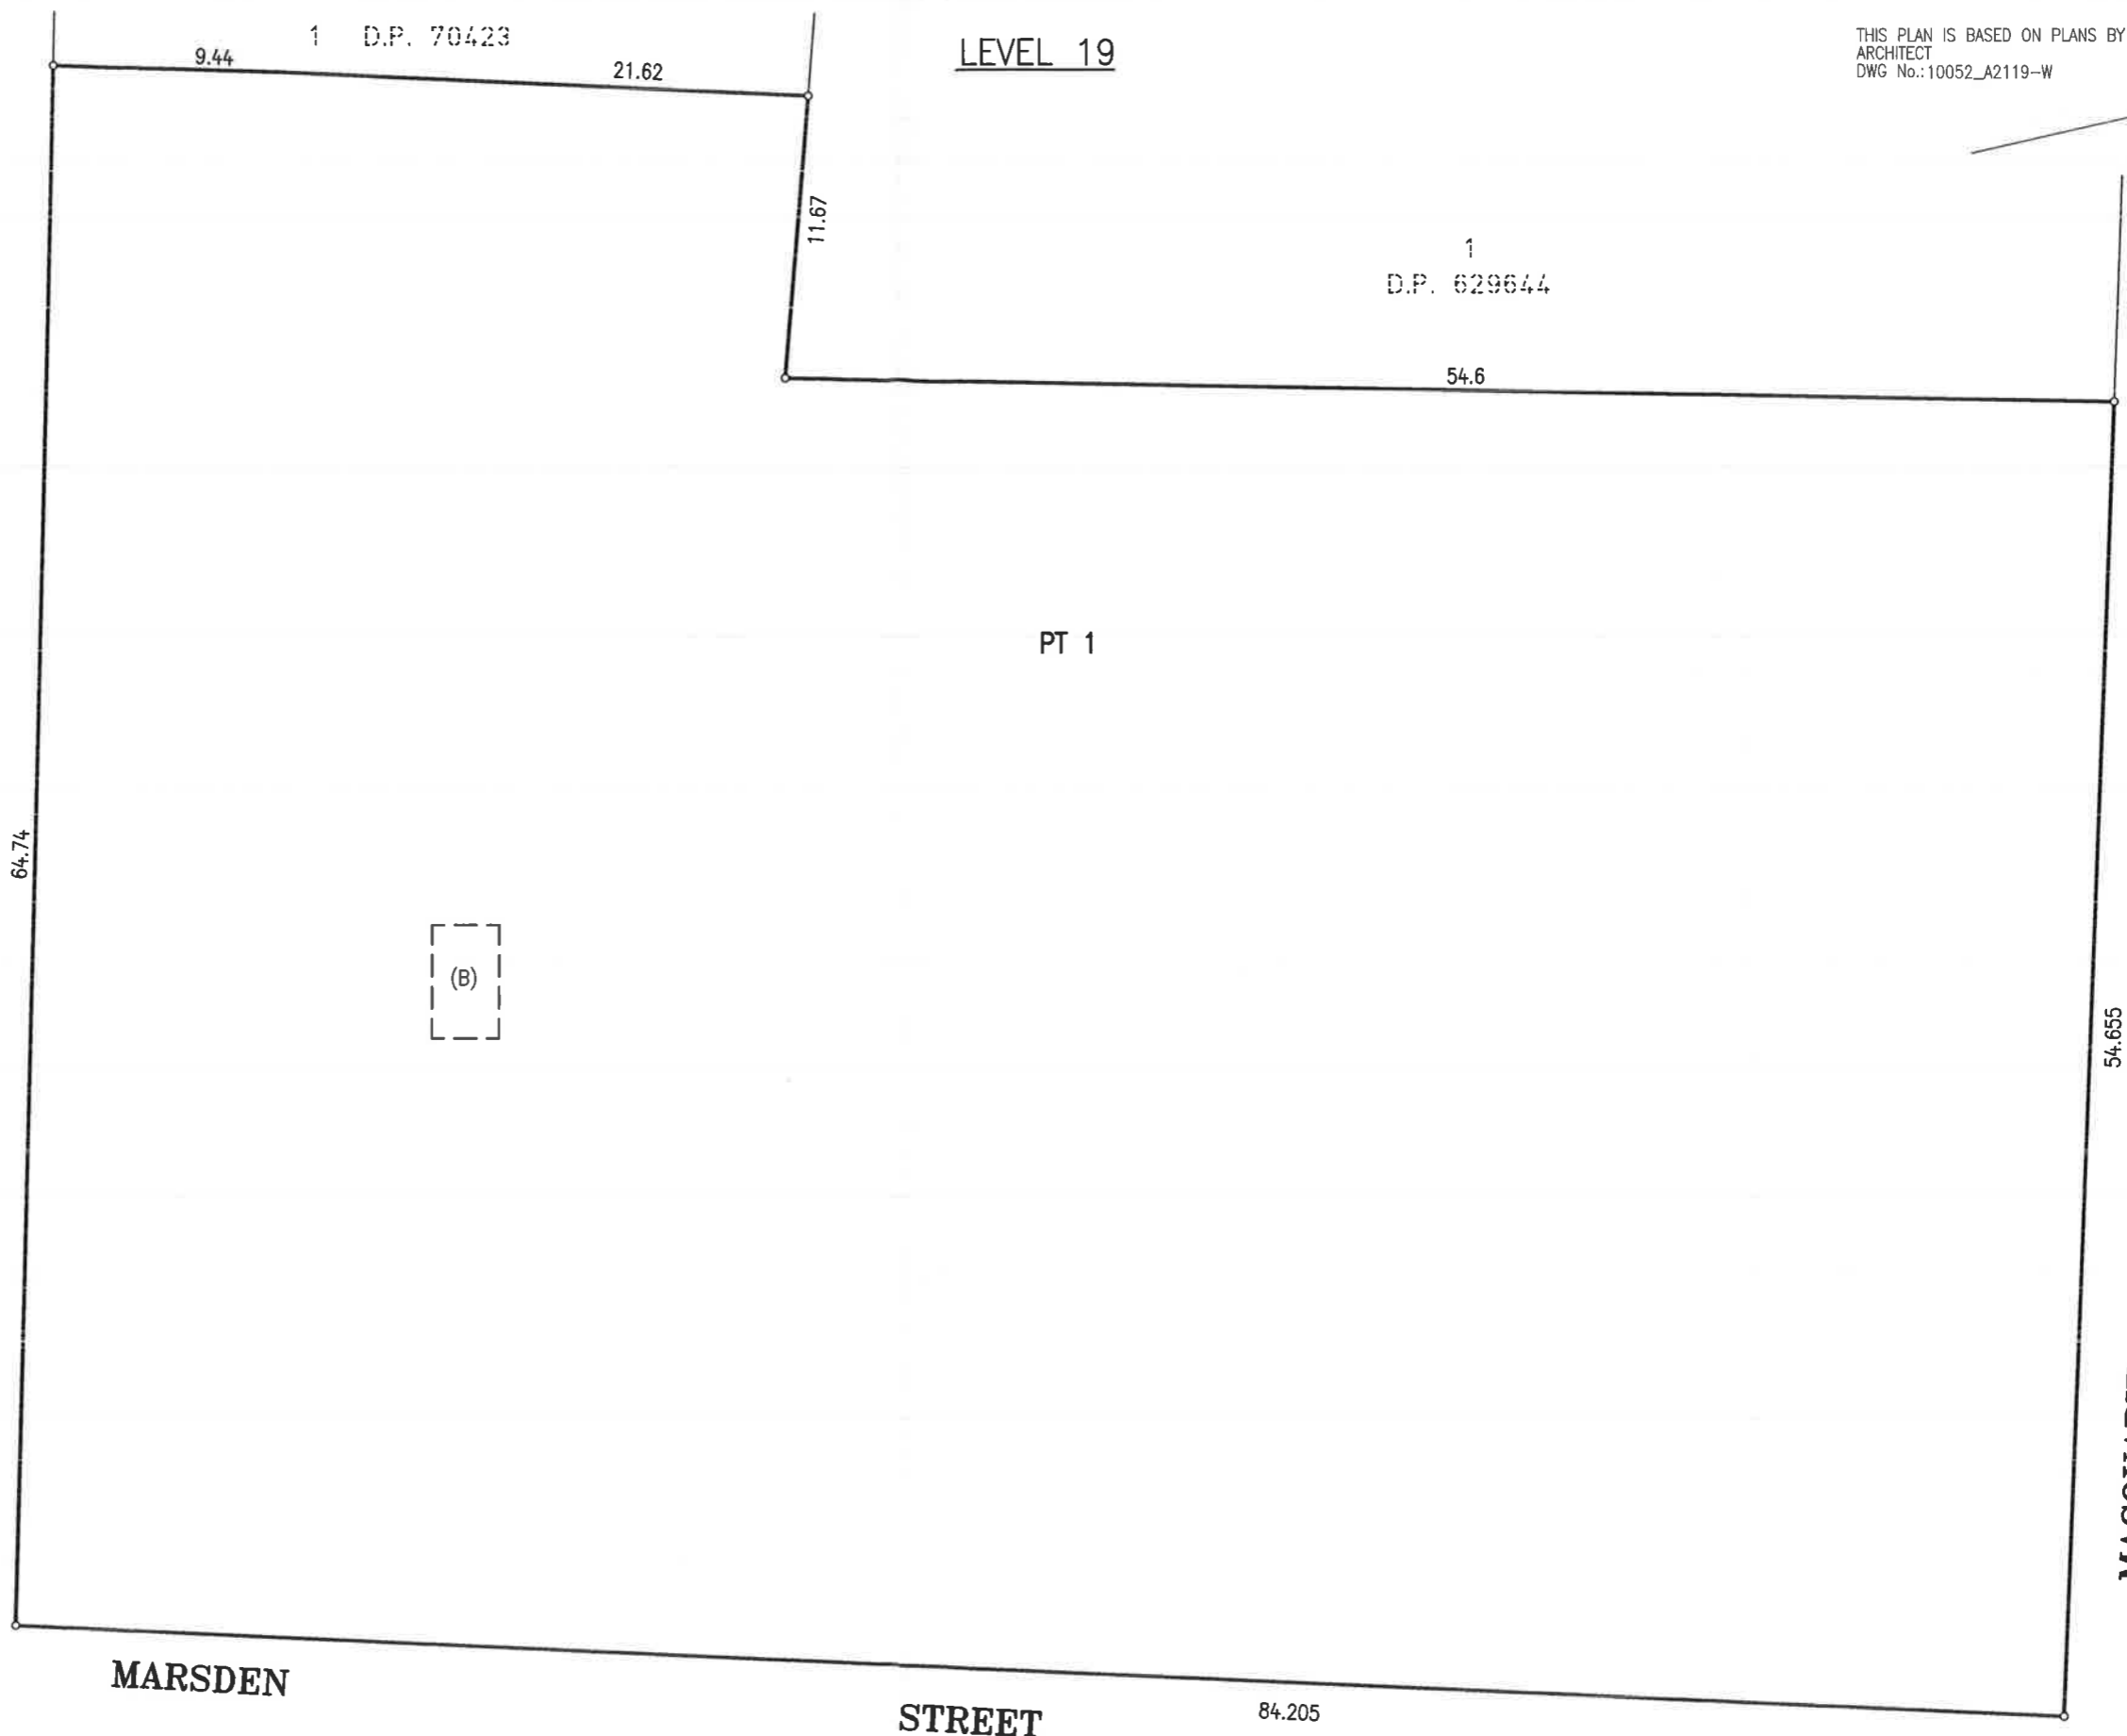 1 D.P. 70423
9.44
21.62
LEVEL 19
THIS PLAN IS BASED ON PLANS BY
ARCHITECT
DWG No.: 10052_A2119-W
11.67
1
D.P. 629644
54.6
PT 1
64.74
(B)
54.655
MARSDEN
STREET
84.205